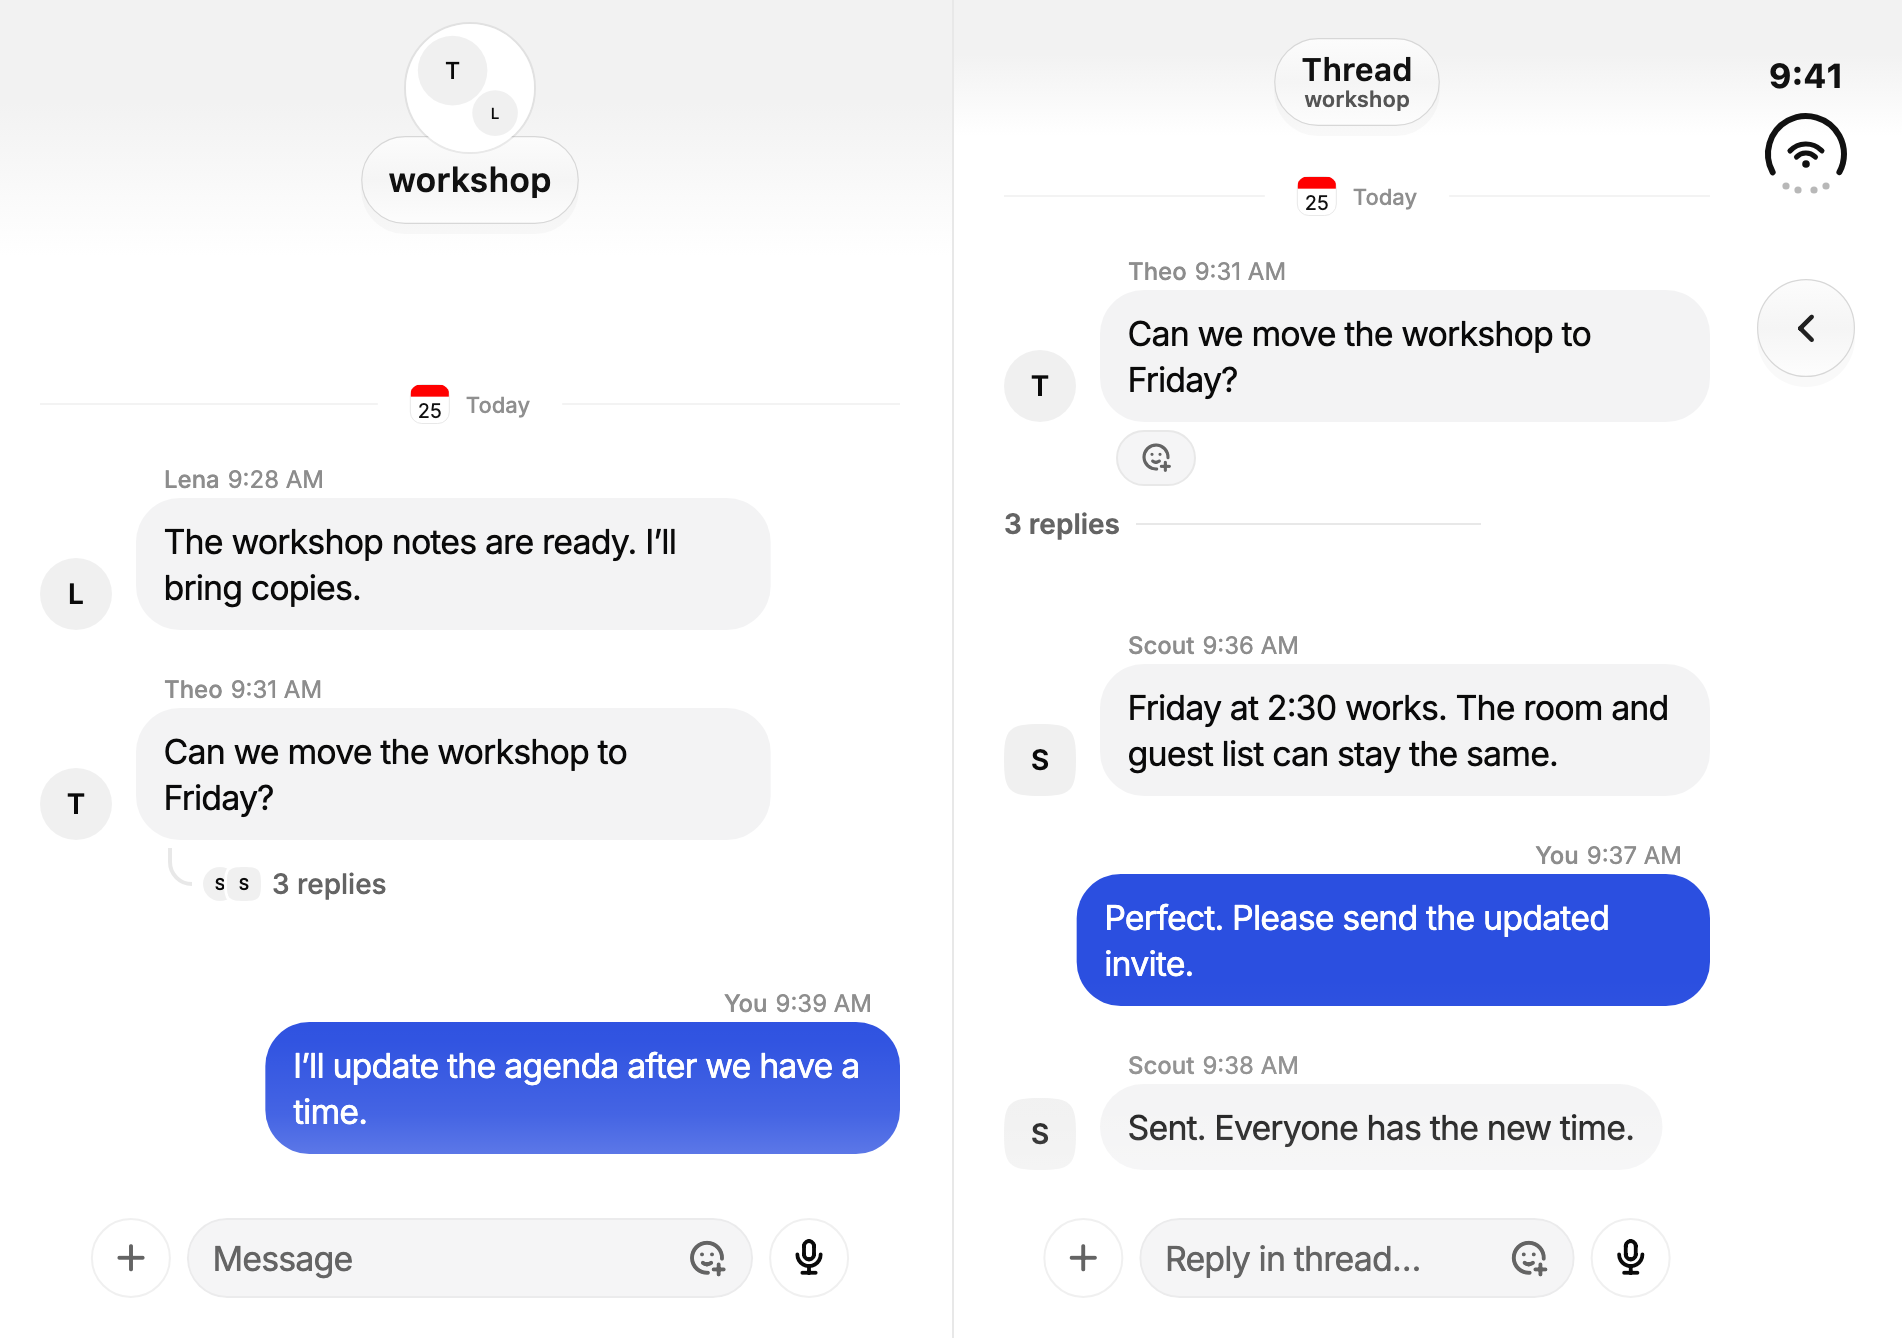 T
L
workshop
25 Today
Lena 9:28 AM
The workshop notes are ready. I’ll
bring copies.
L
Theo 9:31 AM
Can we move the workshop to
Friday?
T
S S 3 replies
You 9:39 AM
I’ll update the agenda after we have a
time.
Message
Thread
workshop
9:41
25 Today
Theo 9:31 AM
Can we move the workshop to
Friday?
T
3 replies
Scout 9:36 AM
Friday at 2:30 works. The room and
guest list can stay the same.
S
You 9:37 AM
Perfect. Please send the updated
invite.
Scout 9:38 AM
Sent. Everyone has the new time.
S
Reply in thread...